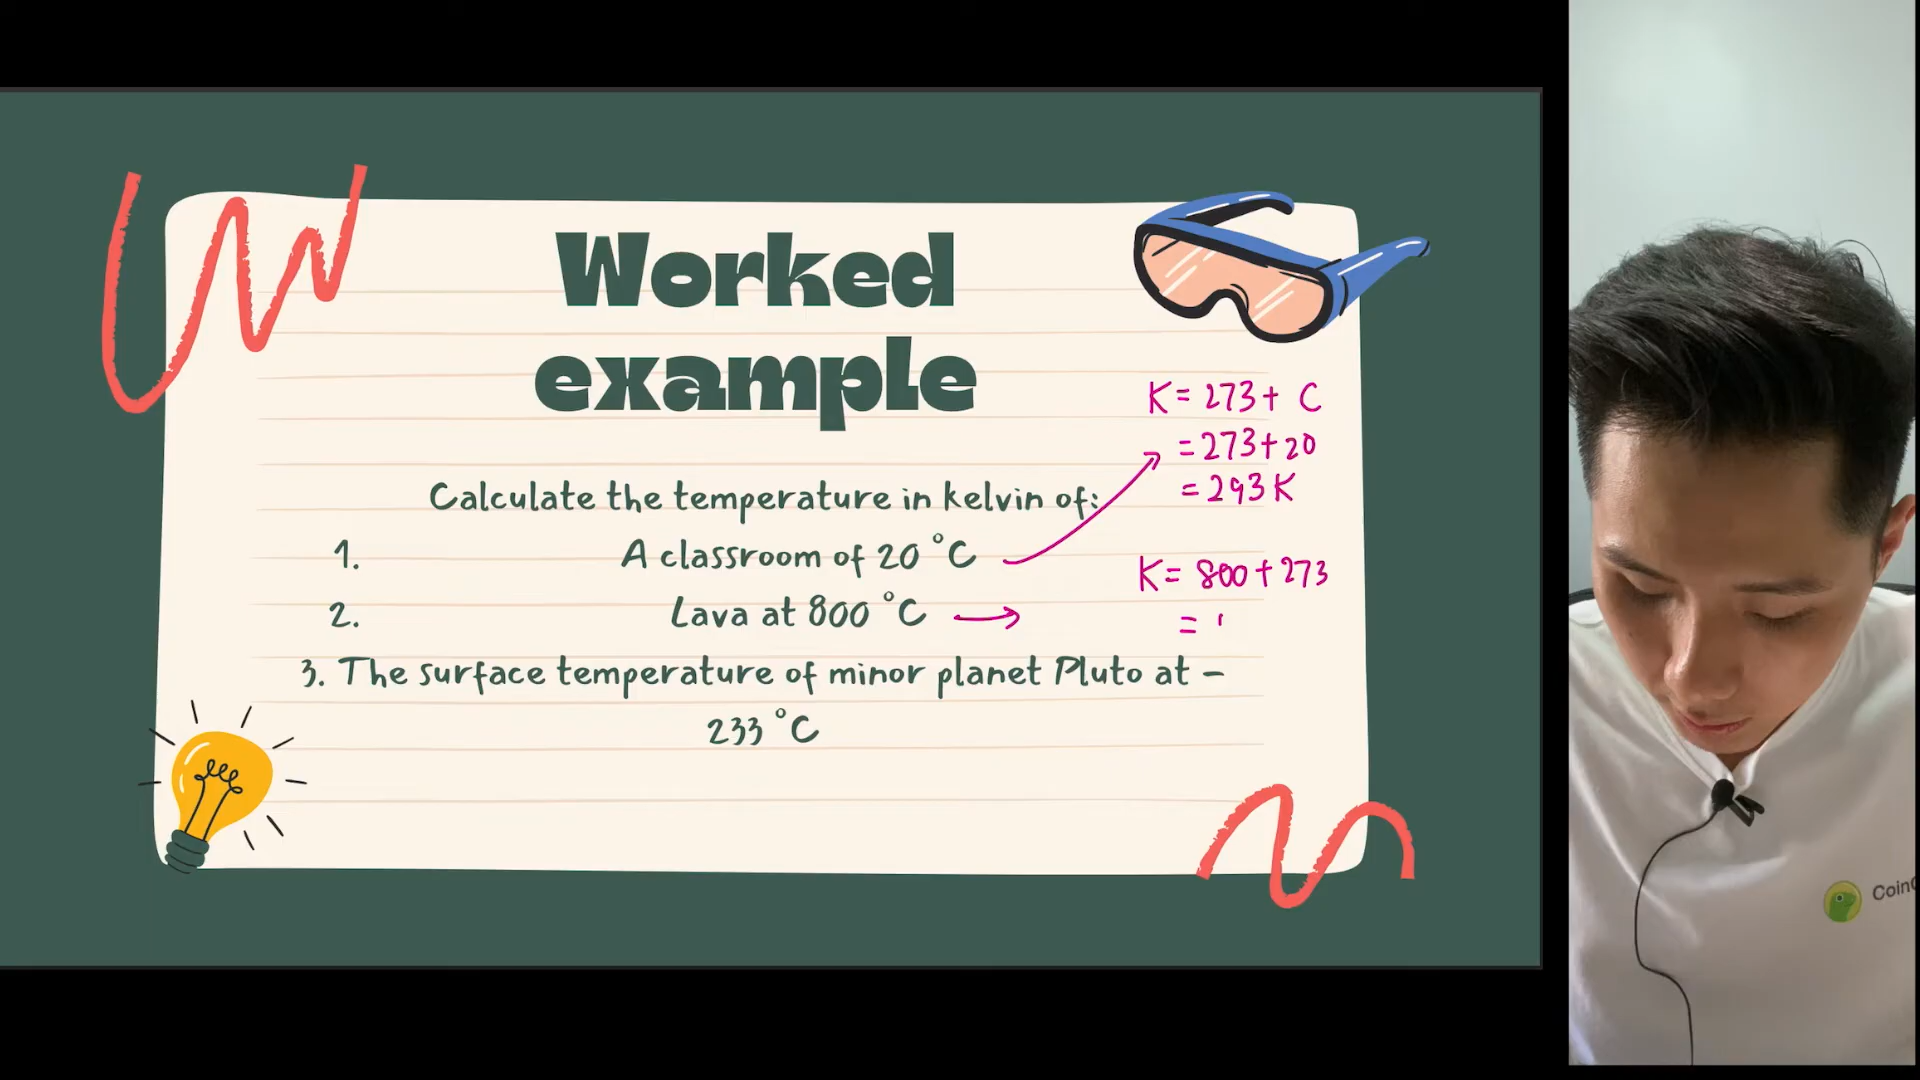 Worked
example
K= 273+ C
= 273+20
= 293 K
Calculate the temperature in kelvin of:
1. A classroom of 20 °C
K= 800+273
=
2. Lava at 800 °C
3. The surface temperature of minor planet Pluto at –
233 °C